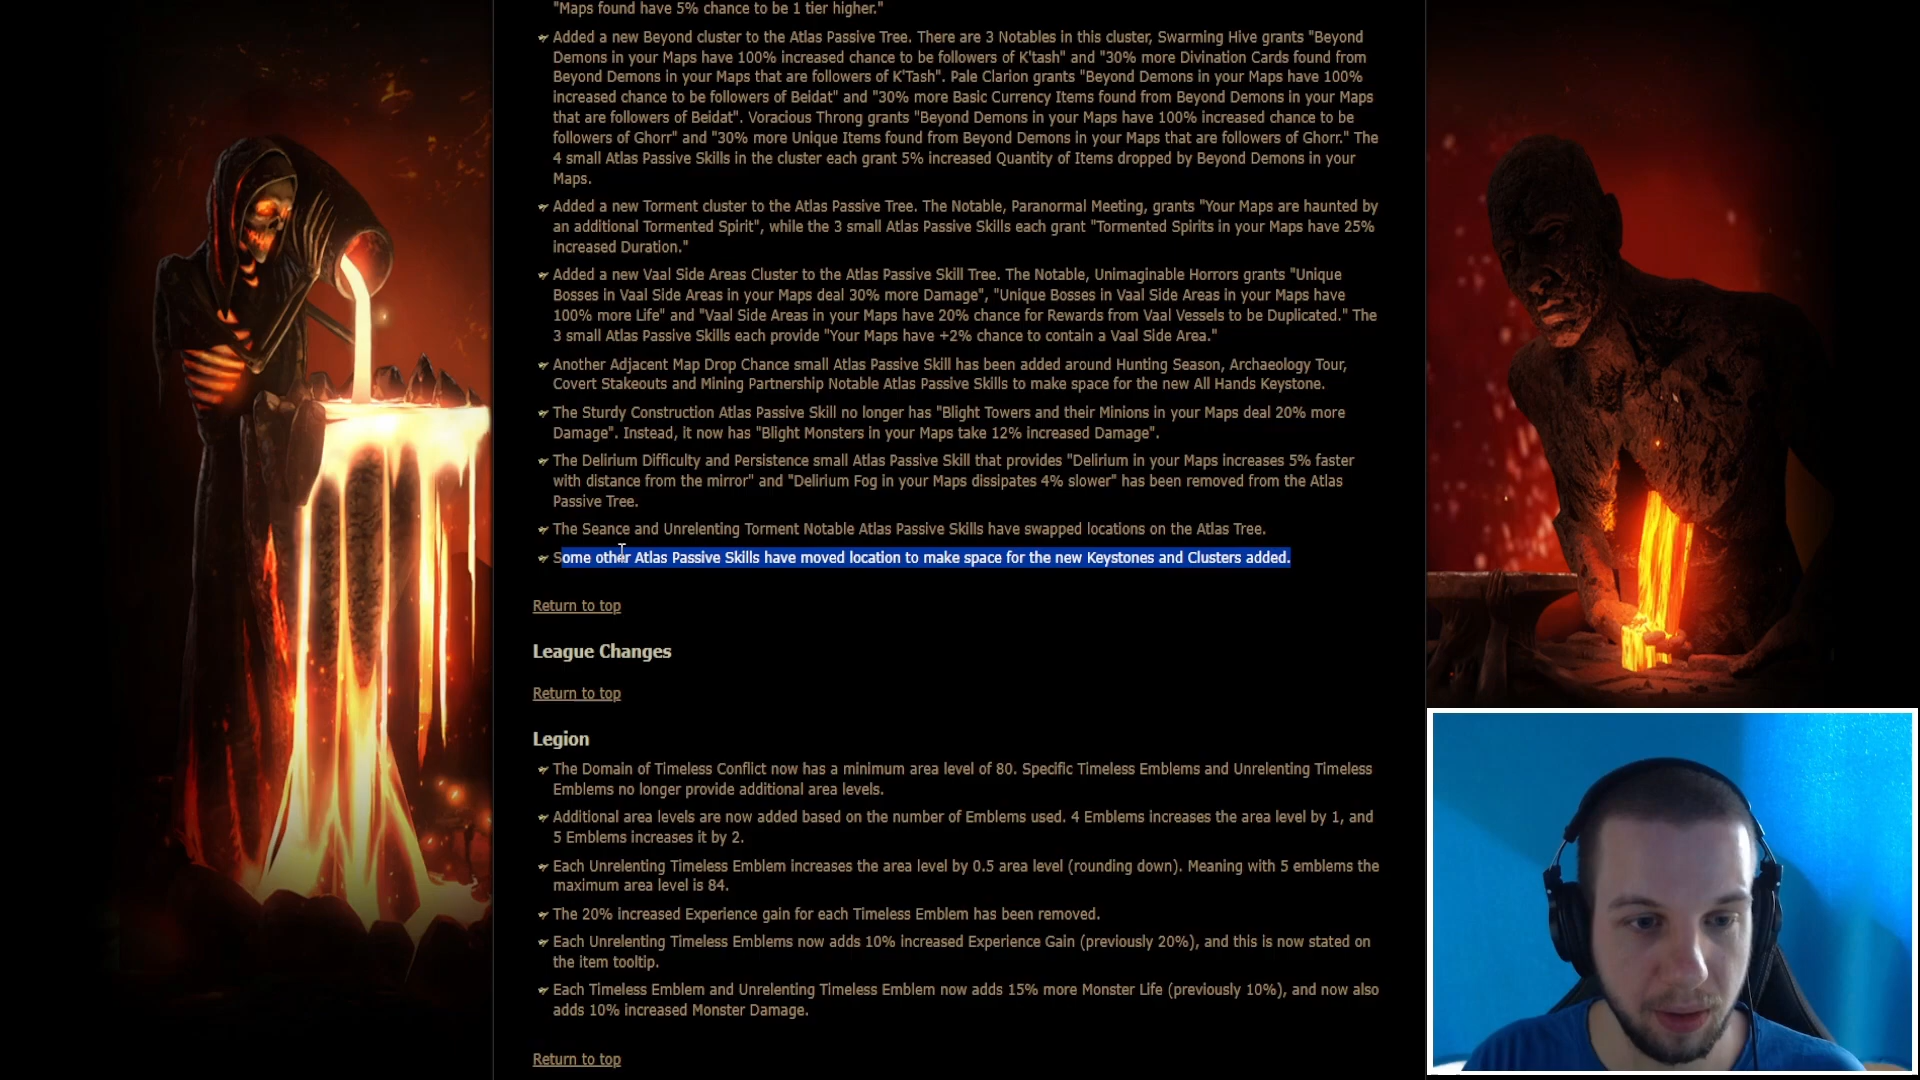 "Maps found have 5% chance to be 1 tier higher."
Added a new Beyond cluster to the Atlas Passive Tree. There are 3 Notables in this cluster, Swarming Hive grants "Beyond
Demons in your Maps have 100% increased chance to be followers of K'tash" and "30% more Divination Cards found from
Beyond Demons in your Maps that are followers of K'Tash". Pale Clarion grants "Beyond Demons in your Maps have 100%
increased chance to be followers of Beidat" and "30% more Basic Currency Items found from Beyond Demons in your Maps
that are followers of Beidat". Voracious Throng grants "Beyond Demons in your Maps have 100% increased chance to be
followers of Ghorr" and "30% more Unique Items found from Beyond Demons in your Maps that are followers of Ghorr." The
4 small Atlas Passive Skills in the cluster each grant 5% increased Quantity of Items dropped by Beyond Demons in your
Maps.
Added a new Torment cluster to the Atlas Passive Tree. The Notable, Paranormal Meeting, grants "Your Maps are haunted by
an additional Tormented Spirit", while the 3 small Atlas Passive Skills each grant "Tormented Spirits in your Maps have 25%
increased Duration."
Added a new Vaal Side Areas Cluster to the Atlas Passive Skill Tree. The Notable, Unimaginable Horrors grants "Unique
Bosses in Vaal Side Areas in your Maps deal 30% more Damage", "Unique Bosses in Vaal Side Areas in your Maps have
100% more Life" and "Vaal Side Areas in your Maps have 20% chance for Rewards from Vaal Vessels to be Duplicated." The
3 small Atlas Passive Skills each provide "Your Maps have +2% chance to contain a Vaal Side Area."
Another Adjacent Map Drop Chance small Atlas Passive Skill has been added around Hunting Season, Archaeology Tour,
Covert Stakeouts and Mining Partnership Notable Atlas Passive Skills to make space for the new All Hands Keystone.
The Sturdy Construction Atlas Passive Skill no longer has "Blight Towers and their Minions in your Maps deal 20% more
Damage". Instead, it now has "Blight Monsters in your Maps take 12% increased Damage".
The Delirium Difficulty and Persistence small Atlas Passive Skill that provides "Delirium in your Maps increases 5% faster
with distance from the mirror" and "Delirium Fog in your Maps dissipates 4% slower" has been removed from the Atlas
Passive Tree.
The Seance and Unrelenting Torment Notable Atlas Passive Skills have swapped locations on the Atlas Tree.
Some other Atlas Passive Skills have moved location to make space for the new Keystones and Clusters added.
Return to top
League Changes
Return to top
Legion
The Domain of Timeless Conflict now has a minimum area level of 80. Specific Timeless Emblems and Unrelenting Timeless
Emblems no longer provide additional area levels.
Additional area levels are now added based on the number of Emblems used. 4 Emblems increases the area level by 1, and
5 Emblems increases it by 2.
Each Unrelenting Timeless Emblem increases the area level by 0.5 area level (rounding down). Meaning with 5 emblems the
maximum area level is 84.
The 20% increased Experience gain for each Timeless Emblem has been removed.
Each Unrelenting Timeless Emblems now adds 10% increased Experience Gain (previously 20%), and this is now stated on
the item tooltip.
Each Timeless Emblem and Unrelenting Timeless Emblem now adds 15% more Monster Life (previously 10%), and now also
adds 10% increased Monster Damage.
Return to top